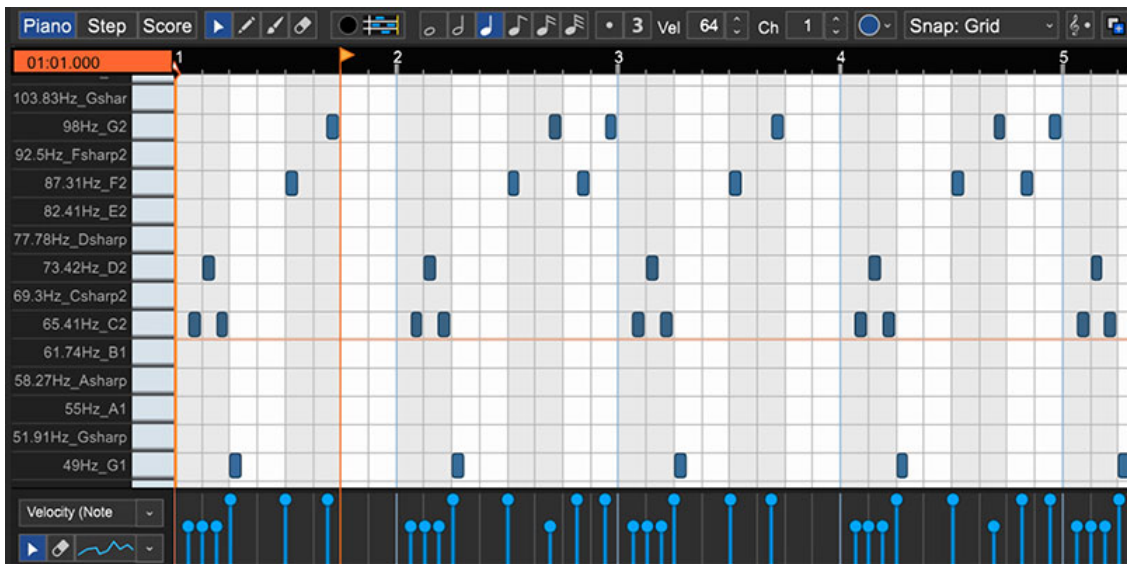 Piano Step Score 3 Vel 64 Ch 1 Snap: Grid
01:01.000 1 2 3 4 5
103.83Hz_Gshar
98Hz_G2
92.5Hz_Fsharp2
87.31Hz_F2
82.41Hz_E2
77.78Hz_Dsharp
73.42Hz_D2
69.3Hz_Csharp2
65.41Hz_C2
61.74Hz_B1
58.27Hz_Asharp
55Hz_A1
51.91Hz_Gsharp
49Hz_G1
Velocity (Note